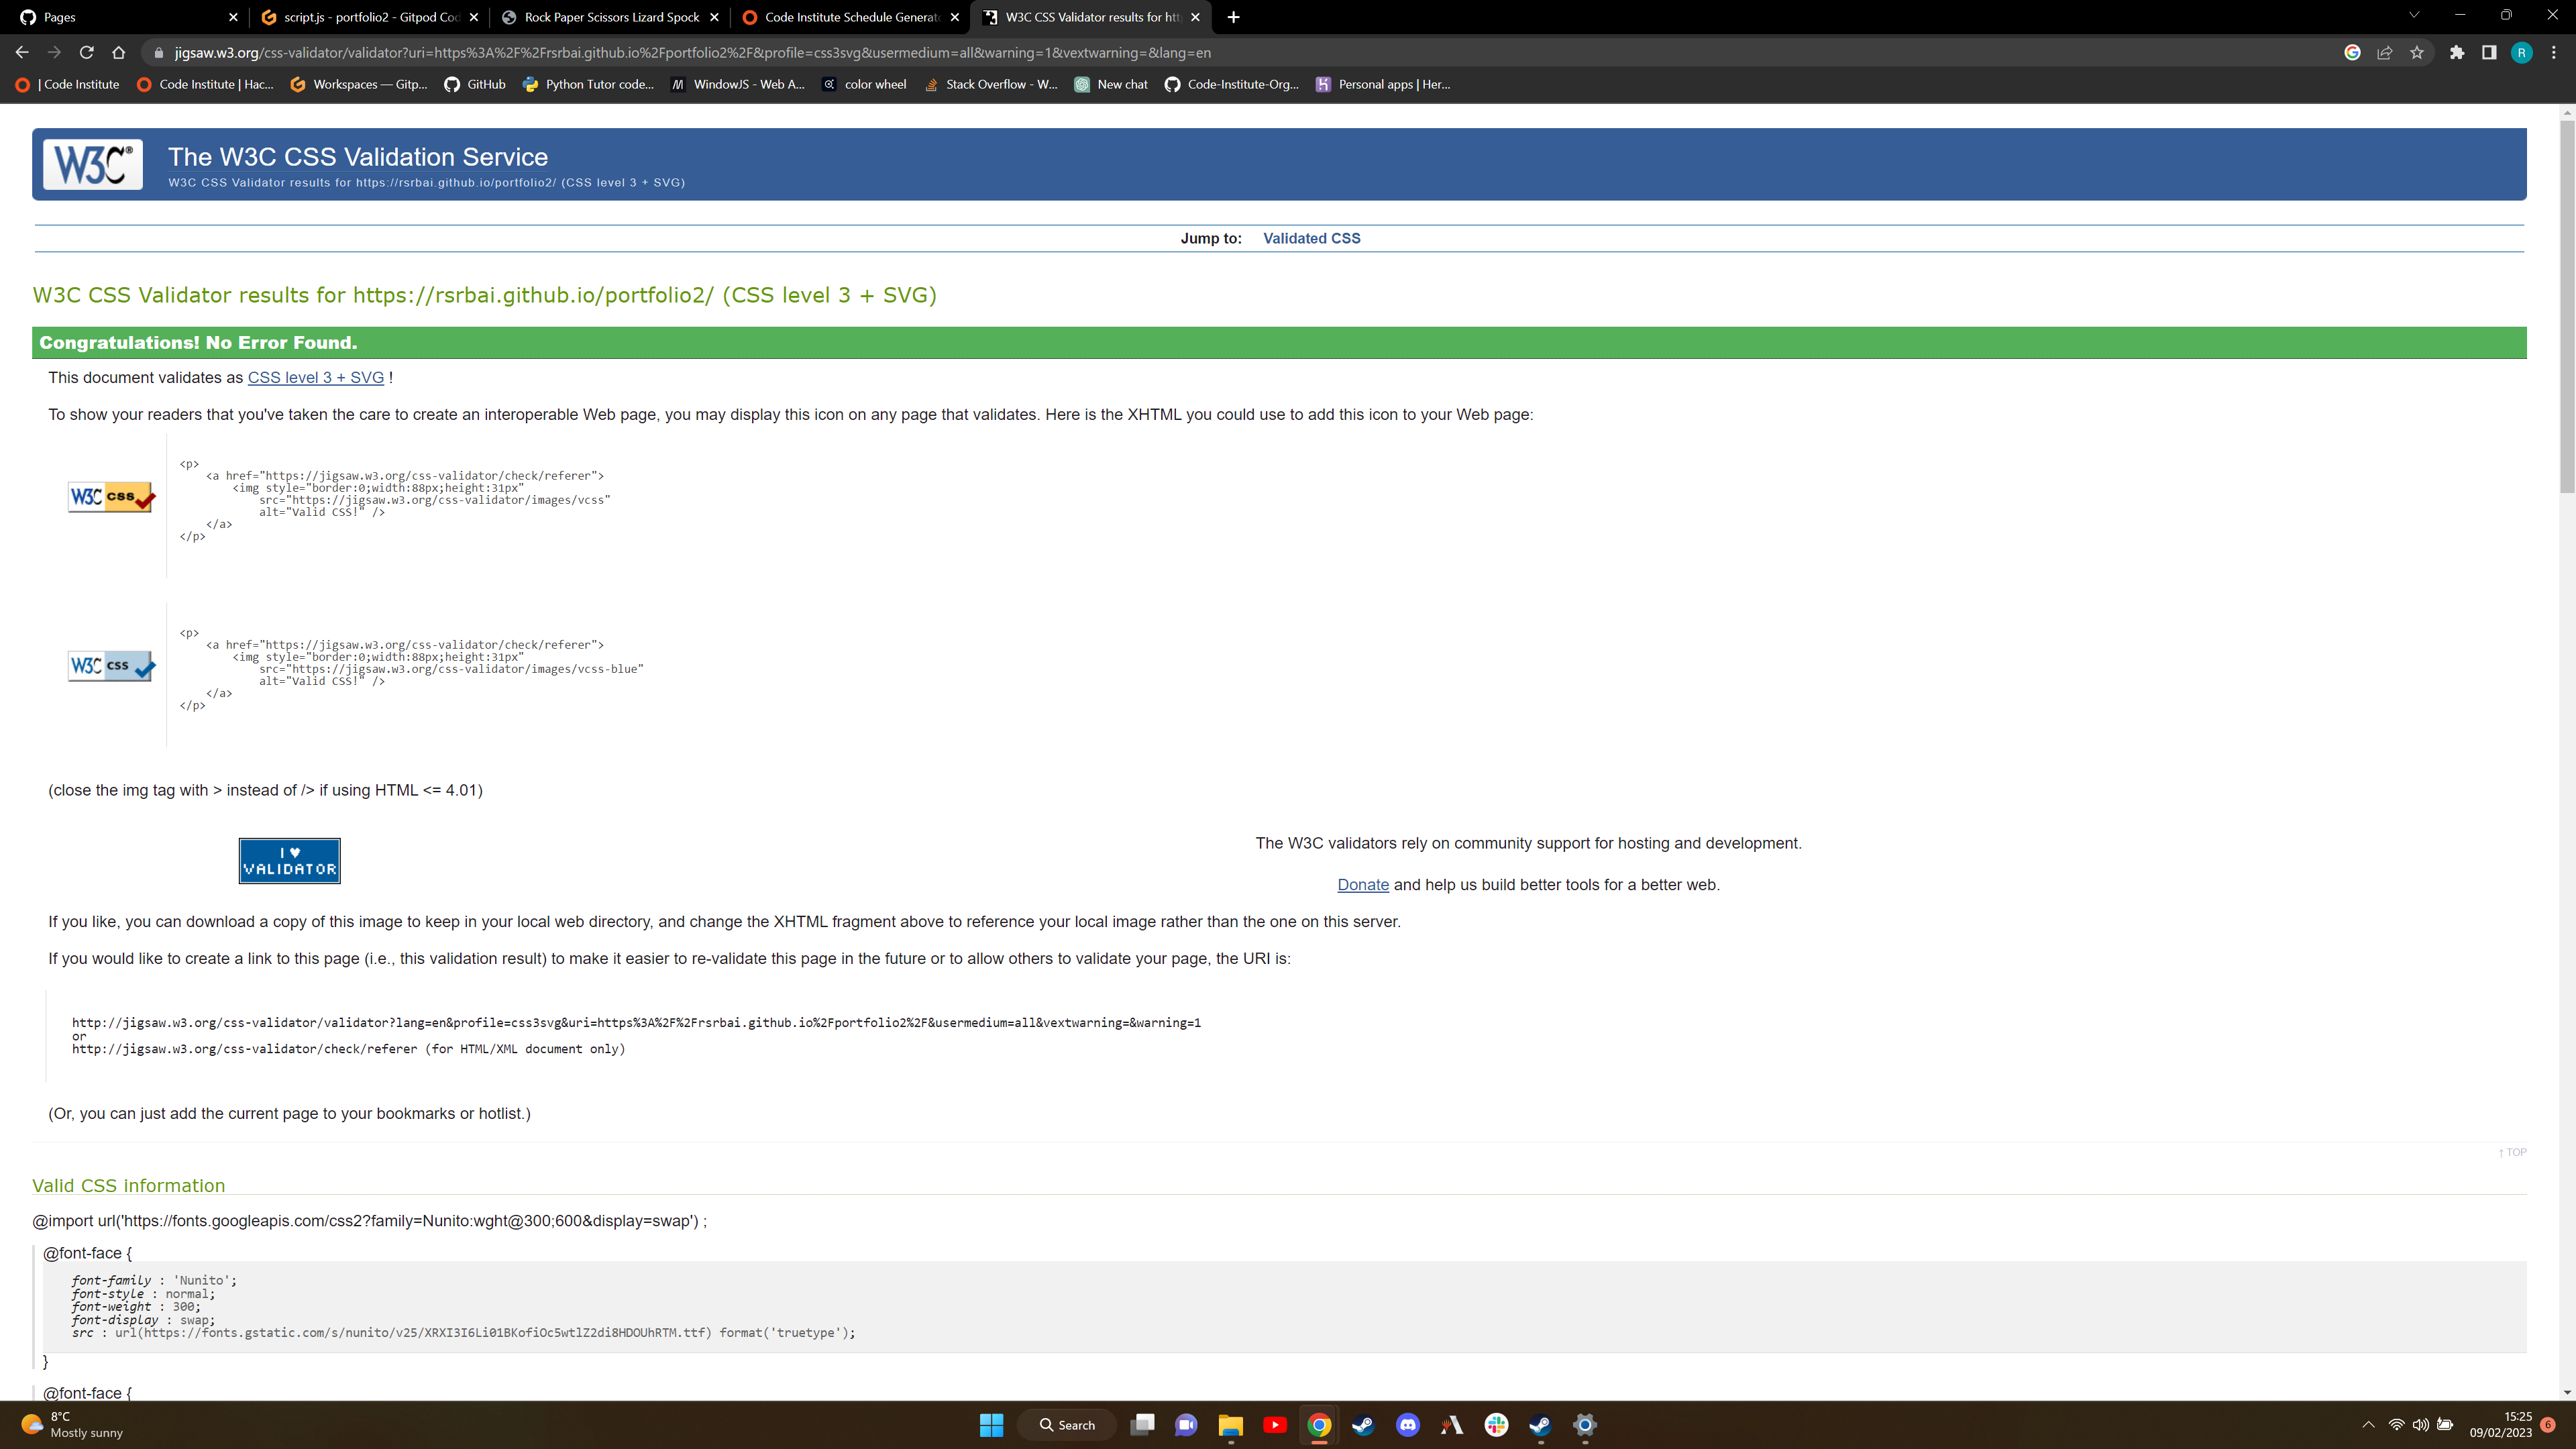 Pages
script.js - portfolio2 - Gitpod Cod
Rock Paper Scissors Lizard Spock
Code Institute Schedule Generato
W3C CSS Validator results for htt
jigsaw.w3.org/css-validator/validator?uri=https%3A%2F%2Frsrbai.github.io%2Fportfolio2%2F&profile=css3svg&usermedium=all&warning=1&vextwarning=&lang=en
R
| Code Institute
Code Institute | Hac...
Workspaces — Gitp...
GitHub
Python Tutor code...
WindowJS - Web A...
color wheel
Stack Overflow - W...
New chat
Code-Institute-Org...
Personal apps | Her...
W3C®
The W3C CSS Validation Service
W3C CSS Validator results for https://rsrbai.github.io/portfolio2/ (CSS level 3 + SVG)
Jump to: Validated CSS
W3C CSS Validator results for https://rsrbai.github.io/portfolio2/ (CSS level 3 + SVG)
Congratulations! No Error Found.
This document validates as CSS level 3 + SVG !
To show your readers that you've taken the care to create an interoperable Web page, you may display this icon on any page that validates. Here is the XHTML you could use to add this icon to your Web page:
W3C css
<p>
<a href="https://jigsaw.w3.org/css-validator/check/referer">
<img style="border:0;width:88px;height:31px"
src="https://jigsaw.w3.org/css-validator/images/vcss"
alt="Valid CSS!" />
</a>
</p>
W3C css
<p>
<a href="https://jigsaw.w3.org/css-validator/check/referer">
<img style="border:0;width:88px;height:31px"
src="https://jigsaw.w3.org/css-validator/images/vcss-blue"
alt="Valid CSS!" />
</a>
</p>
(close the img tag with > instead of /> if using HTML <= 4.01)
I ♥
VALIDATOR
The W3C validators rely on community support for hosting and development.
Donate and help us build better tools for a better web.
If you like, you can download a copy of this image to keep in your local web directory, and change the XHTML fragment above to reference your local image rather than the one on this server.
If you would like to create a link to this page (i.e., this validation result) to make it easier to re-validate this page in the future or to allow others to validate your page, the URI is:
http://jigsaw.w3.org/css-validator/validator?lang=en&profile=css3svg&uri=https%3A%2F%2Frsrbai.github.io%2Fportfolio2%2F&usermedium=all&vextwarning=&warning=1
or
http://jigsaw.w3.org/css-validator/check/referer (for HTML/XML document only)
(Or, you can just add the current page to your bookmarks or hotlist.)
↑ TOP
Valid CSS information
@import url('https://fonts.googleapis.com/css2?family=Nunito:wght@300;600&display=swap') ;
@font-face {
font-family : 'Nunito';
font-style : normal;
font-weight : 300;
font-display : swap;
src : url(https://fonts.gstatic.com/s/nunito/v25/XRXI3I6Li01BKofiOc5wtlZ2di8HDOUhRTM.ttf) format('truetype');
}
@font-face {
8°C
Mostly sunny
Search
15:25
09/02/2023
6